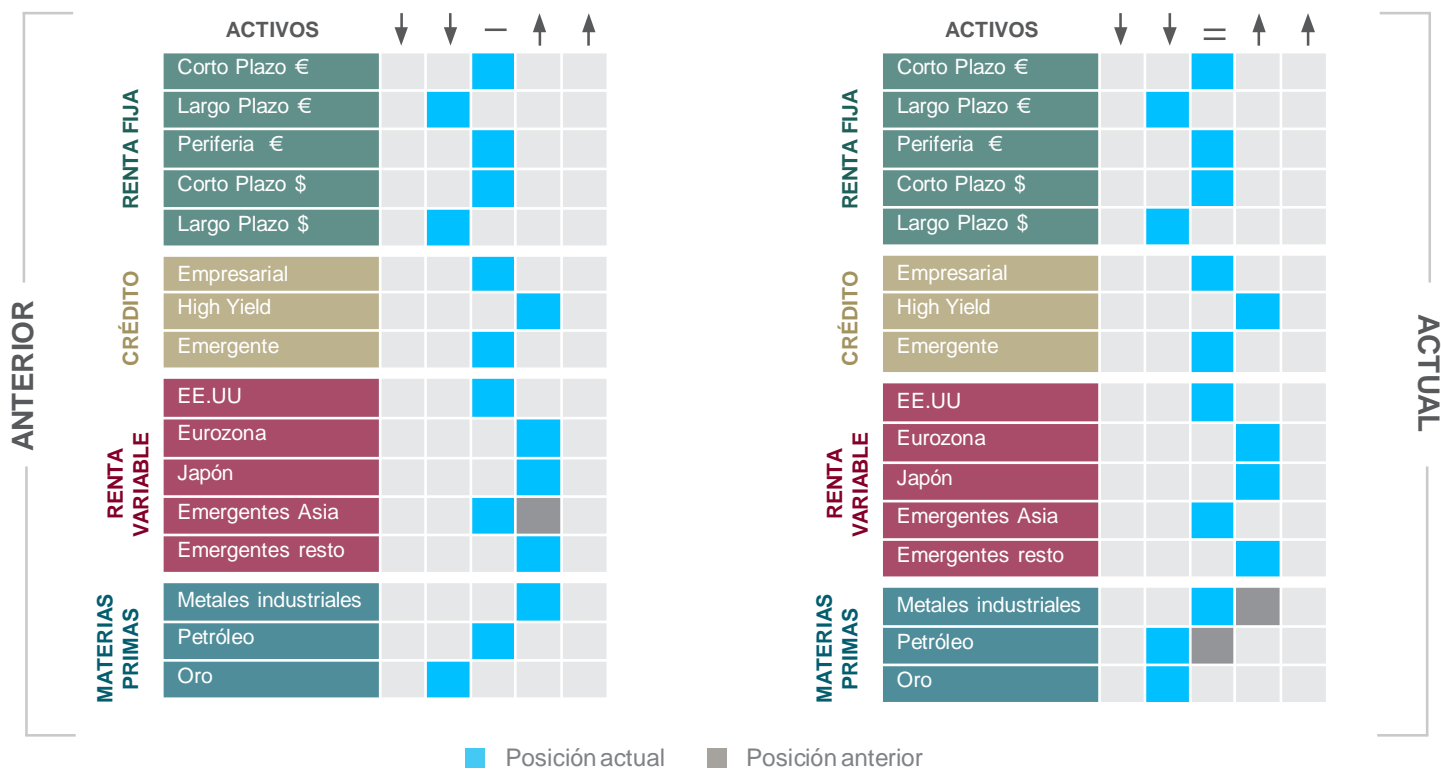 ANTERIOR
ACTIVOS ↓ ↓ – ↑ ↑
RENTA FIJA
Corto Plazo €
Largo Plazo €
Periferia €
Corto Plazo $
Largo Plazo $
CRÉDITO
Empresarial
High Yield
Emergente
RENTA
VARIABLE
EE.UU
Eurozona
Japón
Emergentes Asia
Emergentes resto
MATERIAS
PRIMAS
Metales industriales
Petróleo
Oro
ACTUAL
ACTIVOS ↓ ↓ = ↑ ↑
RENTA FIJA
Corto Plazo €
Largo Plazo €
Periferia €
Corto Plazo $
Largo Plazo $
CRÉDITO
Empresarial
High Yield
Emergente
RENTA
VARIABLE
EE.UU
Eurozona
Japón
Emergentes Asia
Emergentes resto
MATERIAS
PRIMAS
Metales industriales
Petróleo
Oro
Posición actual Posición anterior